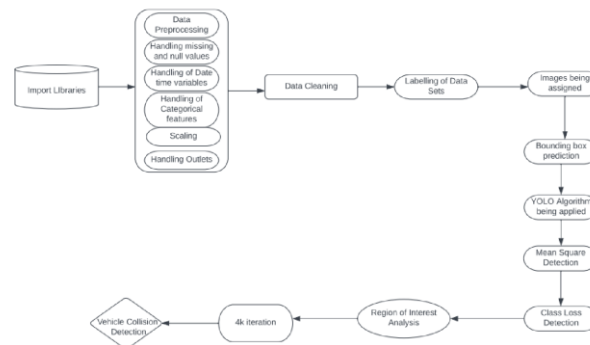 Import Libraries
Data
Preprocessing
Handling missing
and null values
Handling of Date
time variables
Handling of
Categorical
features
Scaling
Handling Outlets
Data Cleaning
Labelling of Data
Sets
Images being
assigned
Bounding box
prediction
YOLO Algorithm
being applied
Mean Square
Detection
Class Loss
Detection
Region of Interest
Analysis
4k iteration
Vehicle Collision
Detection